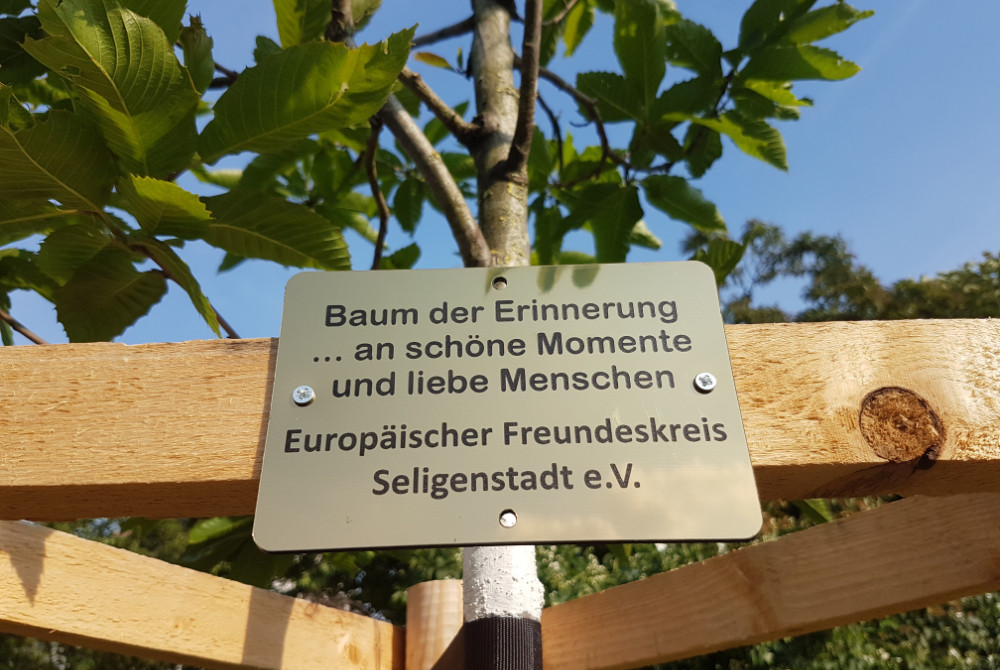 Baum der Erinnerung
... an schöne Momente
und liebe Menschen
Europäischer Freundeskreis
Seligenstadt e.V.